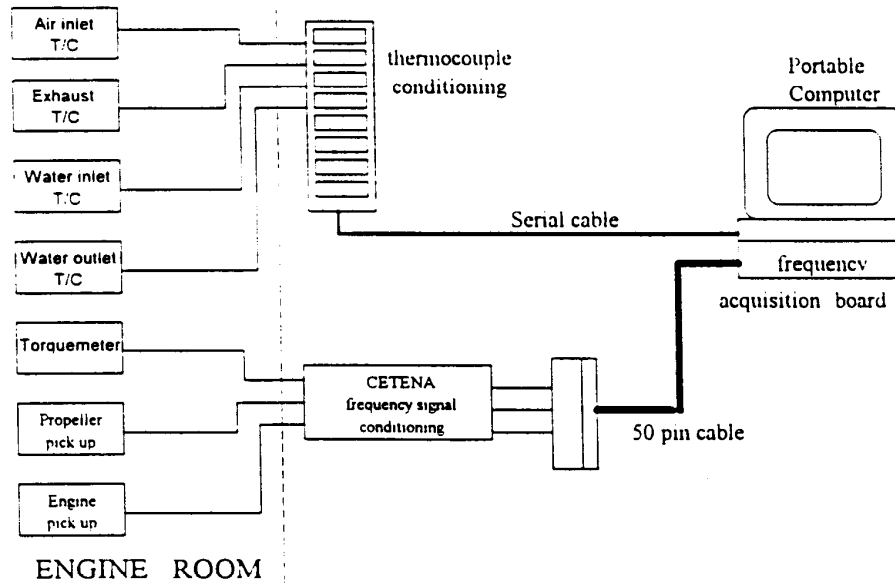 Air inlet
T/C
Exhaust
T/C
Water inlet
T/C
Water outlet
T/C
Torquemeter
Propeller
pick up
Engine
pick up
ENGINE ROOM
thermocouple
conditioning
Portable
Computer
Serial cable
frequency
acquisition board
CETENA
frequency signal
conditioning
50 pin cable